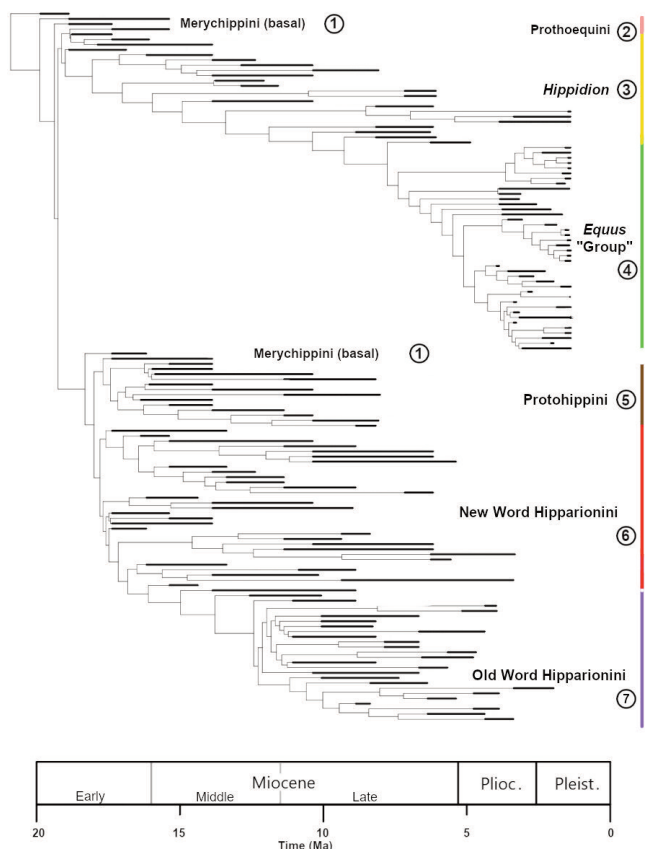 Merychippini (basal) 1
Prothoequini 2
Hippidion 3
Equus
"Group"
4
Merychippini (basal) 1
Protohippini 5
New Word Hipparionini
6
Old Word Hipparionini
7
Miocene Plioc. Pleist.
Early Middle Late
20 15 10 5 0
Time (Ma)